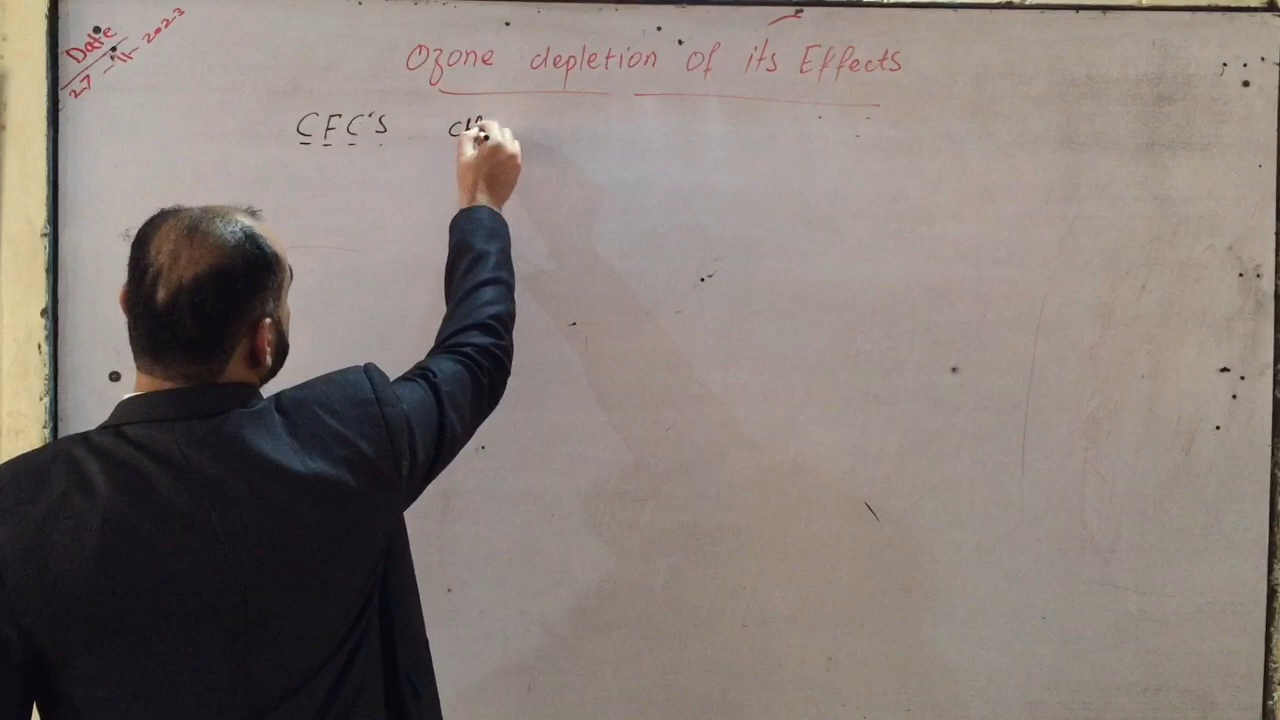 Date
27-11-2023
Ozone depletion of its Effects
CFC's